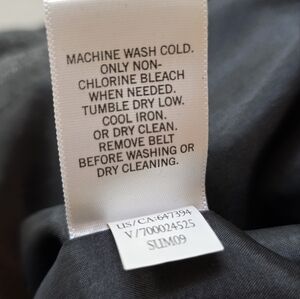 MACHINE WASH COLD.
ONLY NON-
CHLORINE BLEACH
WHEN NEEDED.
TUMBLE DRY LOW.
COOL IRON.
OR DRY CLEAN.
REMOVE BELT
BEFORE WASHING OR
DRY CLEANING.
US/CA:647394
V/700024525
SUM09